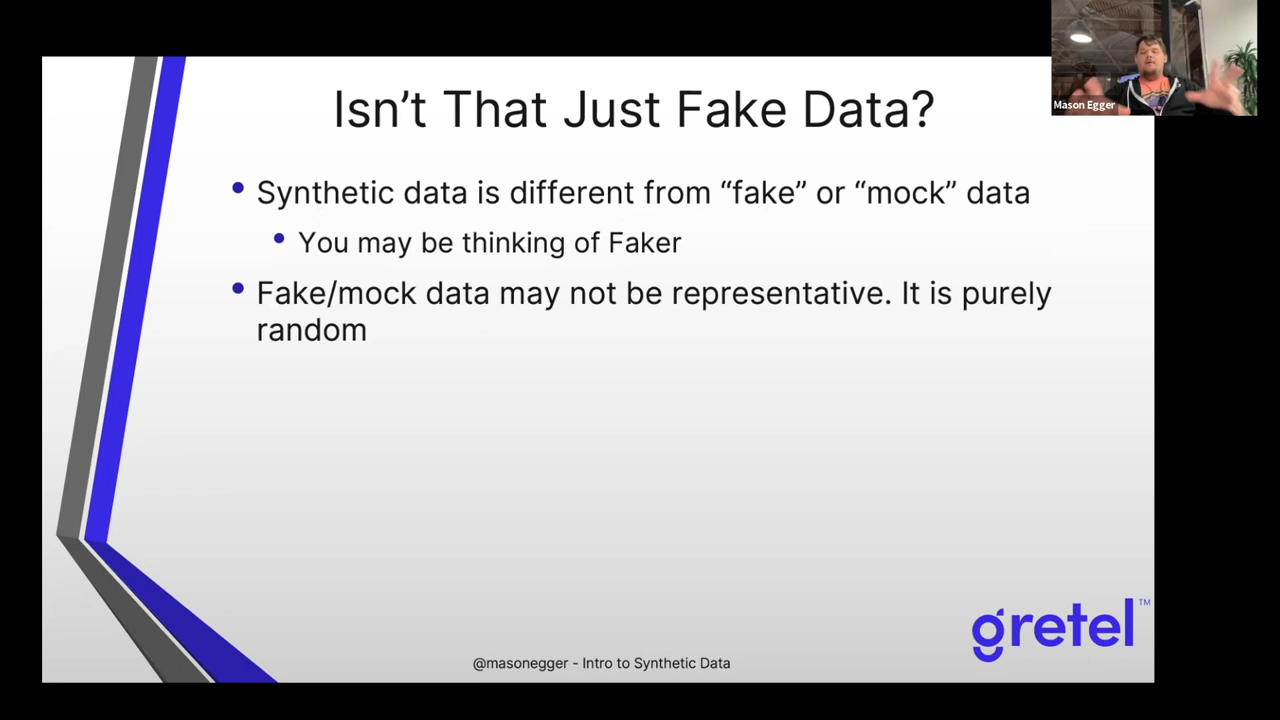 Isn’t That Just Fake Data?
Mason Egger
Synthetic data is different from “fake” or “mock” data
You may be thinking of Faker
Fake/mock data may not be representative. It is purely
random
gretel™
@masonegger - Intro to Synthetic Data